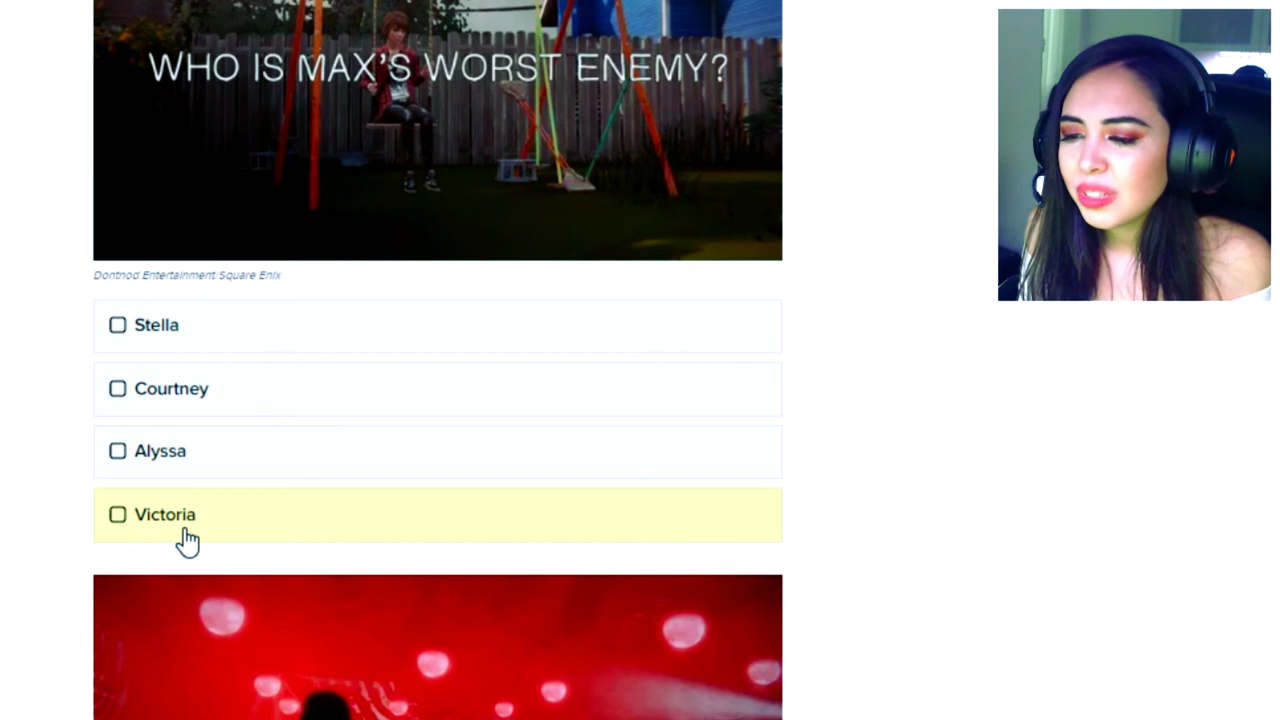 WHO IS MAX'S WORST ENEMY?
Dontnod Entertainment/Square Enix
Stella
Courtney
Alyssa
Victoria